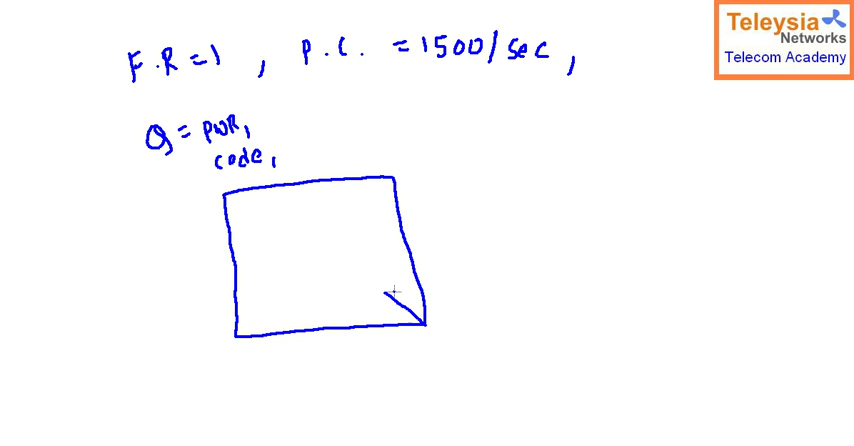 Teleysia
Networks
Telecom Academy
F.R=1, P.C. = 1500/sec,
Q = PWR,
code,